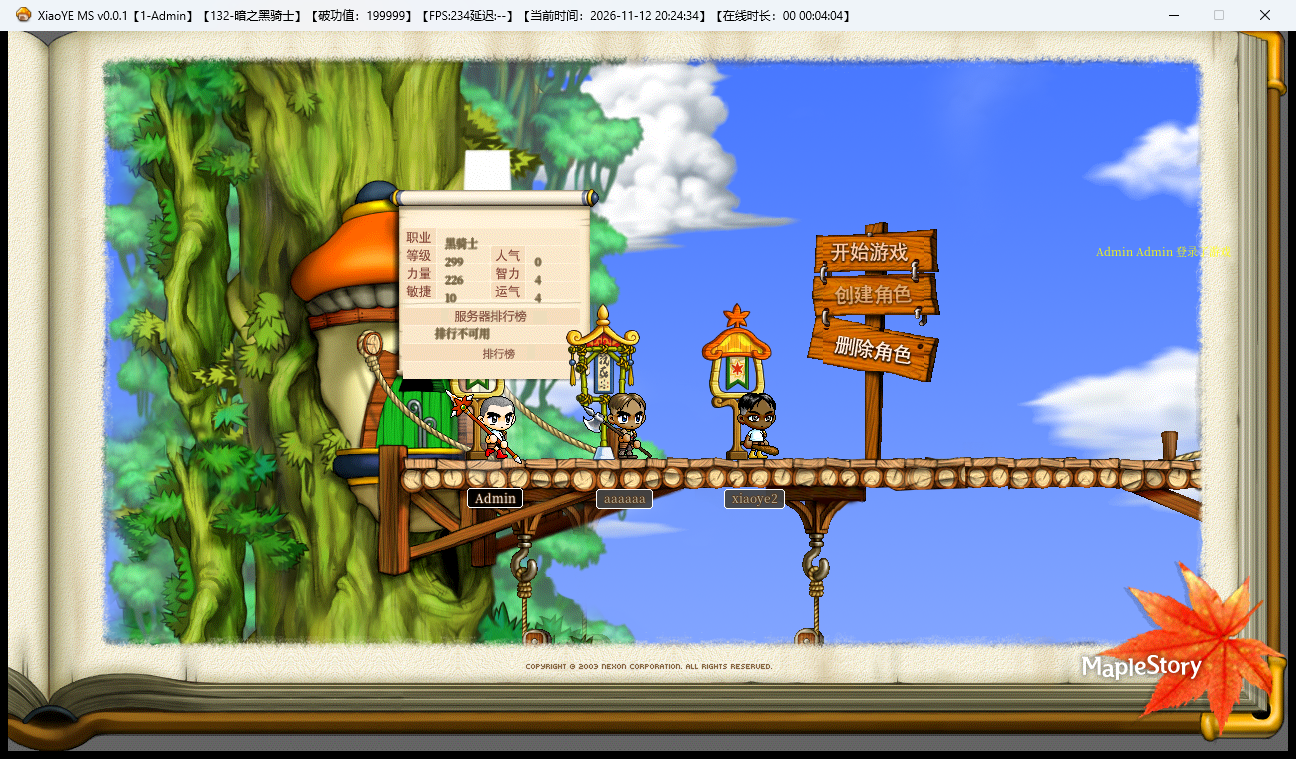 XiaoYE MS v0.0.1【1-Admin】【132-暗之黑骑士】【破功值：199999】【FPS:234延迟:--】【当前时间：2026-11-12 20:24:34】【在线时长：00 00:04:04】
职业 黑骑士
等级 299 人气 0
力量 226 智力 4
敏捷 10 运气 4
服务器排行榜
排行不可用
排行榜
开始游戏
创建角色
删除角色
Admin Admin 登录
Admin
aaaaaa
xiaoye2
COPYRIGHT © 2003 NEXON CORPORATION. ALL RIGHTS RESERVED.
MapleStory